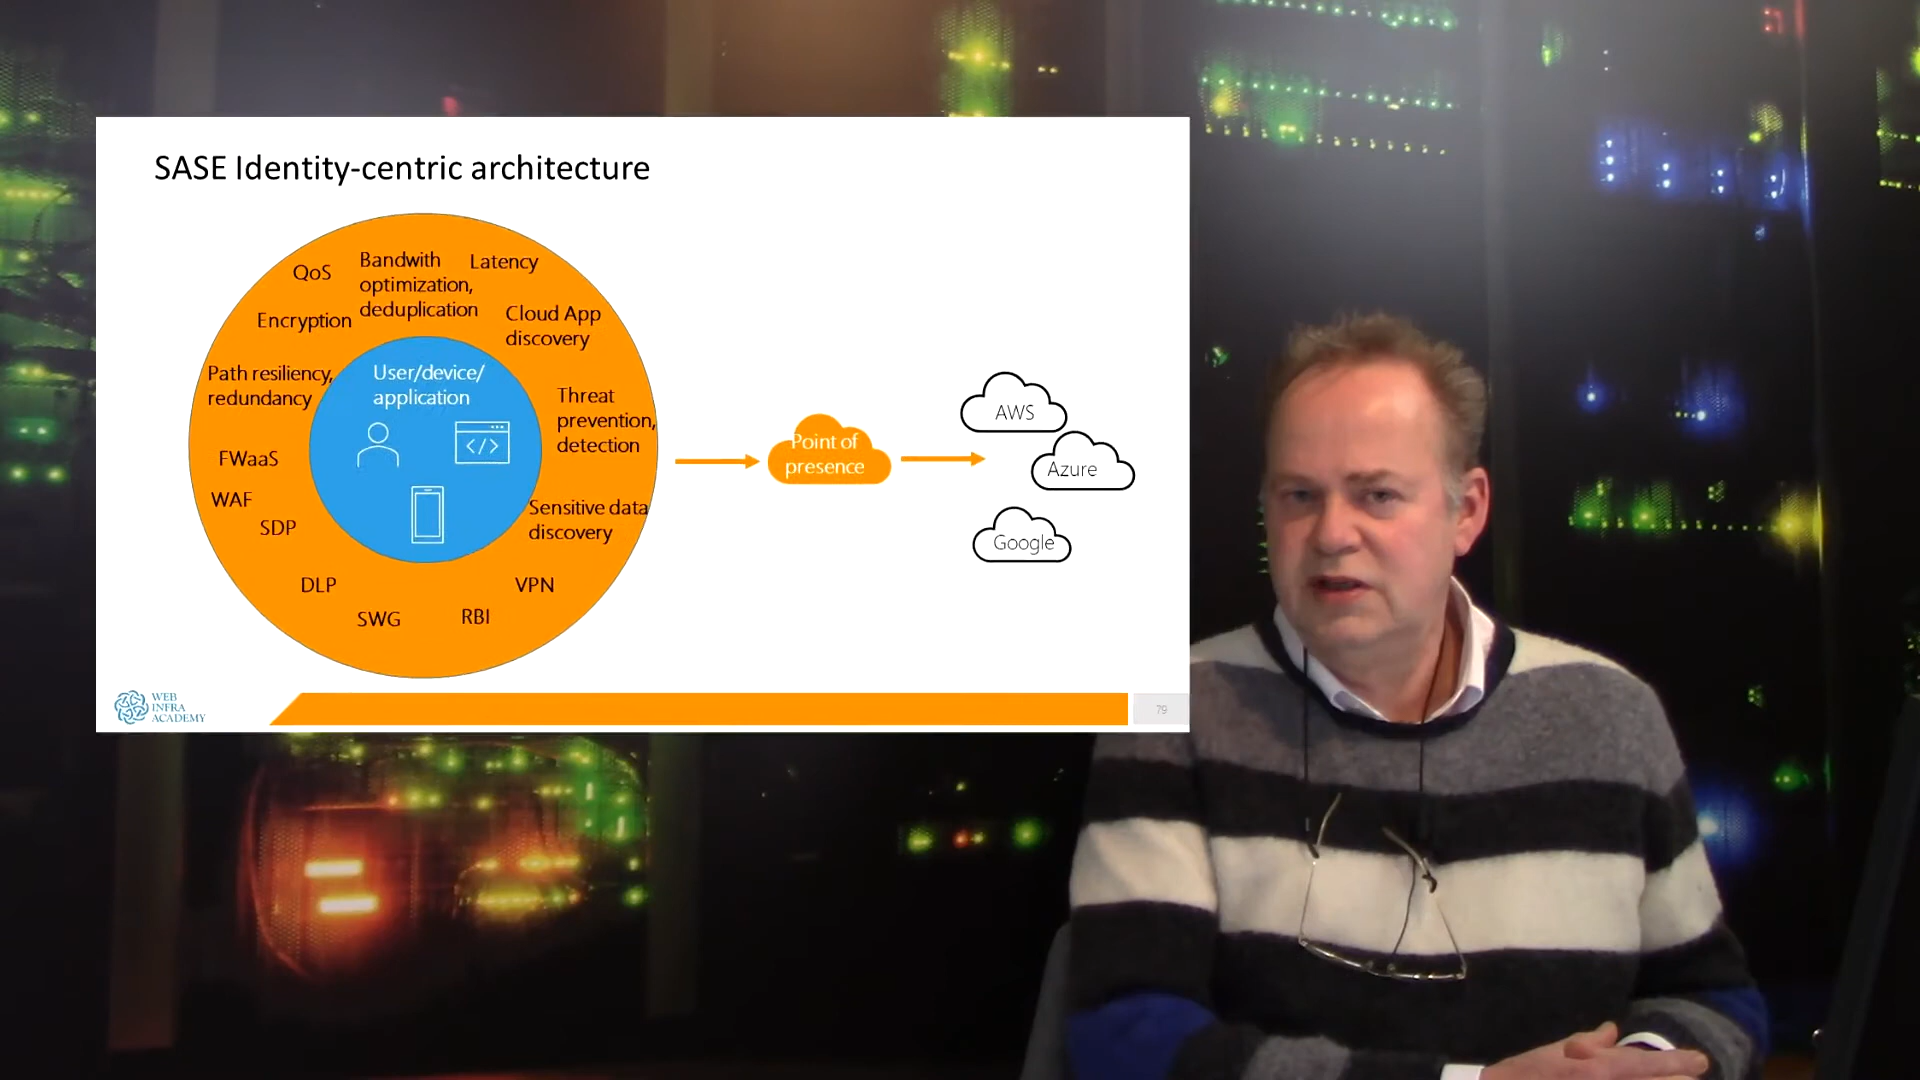 SASE Identity-centric architecture
QoS
Bandwith
optimization,
deduplication
Latency
Encryption
Cloud App
discovery
Path resiliency,
redundancy
User/device/
application
</>
Threat
prevention,
detection
FWaaS
WAF
SDP
Sensitive data
discovery
DLP
VPN
SWG
RBI
Point of
presence
AWS
Azure
Google
WEB
INFRA
ACADEMY
79